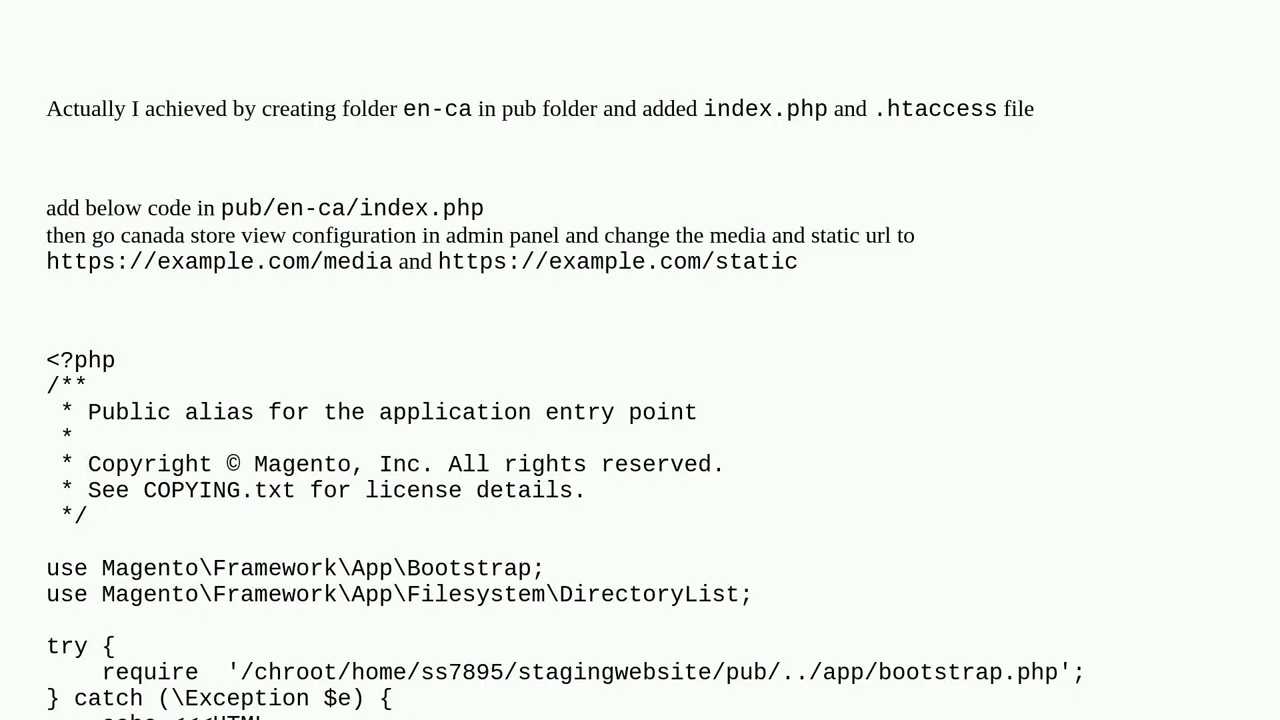 Actually I achieved by creating folder en-ca in pub folder and added index.php and .htaccess file
add below code in pub/en-ca/index.php
then go canada store view configuration in admin panel and change the media and static url to
https://example.com/media and https://example.com/static
<?php
/**
 * Public alias for the application entry point
 *
 * Copyright © Magento, Inc. All rights reserved.
 * See COPYING.txt for license details.
 */
use Magento\Framework\App\Bootstrap;
use Magento\Framework\App\Filesystem\DirectoryList;
try {
    require  '/chroot/home/ss7895/stagingwebsite/pub/../app/bootstrap.php';
} catch (\Exception $e) {
    echo <<<HTML